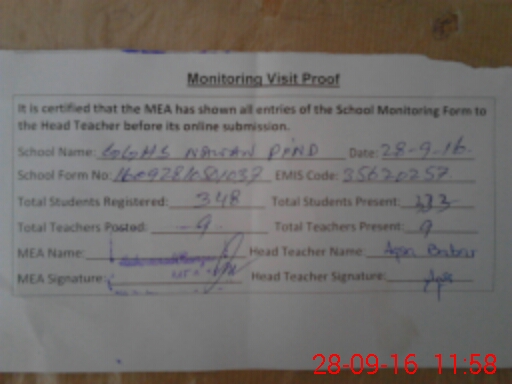 Monitoring Visit Proof
It is certified that the MEA has shown all entries of the School Monitoring Form to
the Head Teacher before its online submission.
School Name: GGHS NAWAN PIND Date: 28-9-16.
School Form No: EMIS Code: 35620257
Total Students Registered: 348 Total Students Present:
Total Teachers Posted: 9 Total Teachers Present: 9
MEA Name: Head Teacher Name: Babar
MEA Signature: Head Teacher Signature:
28-09-16 11:58